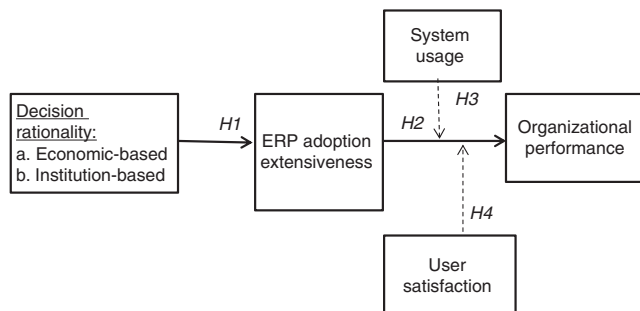 System
usage
Decision
rationality:
a. Economic-based
b. Institution-based
H1
ERP adoption
extensiveness
H2
H3
Organizational
performance
H4
User
satisfaction